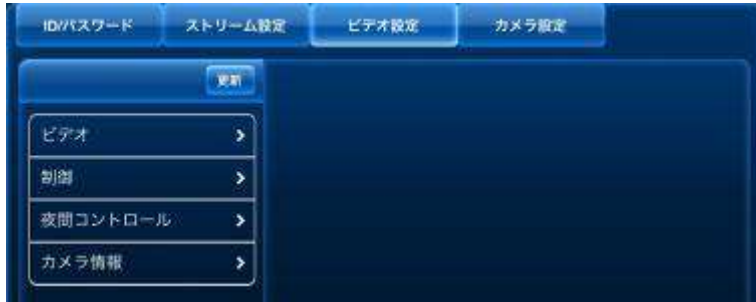 ID/パスワード
ストリーム設定
ビデオ設定
カメラ設定
更新
ビデオ
制御
夜間コントロール
カメラ情報